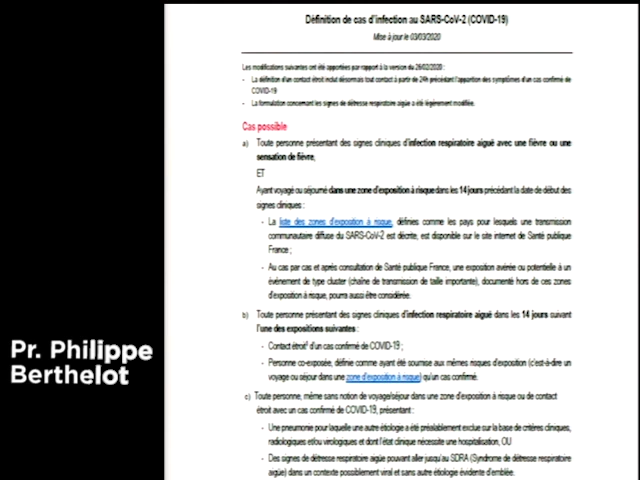 Définition de cas d'infection au SARS-CoV-2 (COVID-19)
Mise à jour le 03/03/2020
Les modifications suivantes ont été apportées par rapport à la version du 26/02/2020 :
- La définition d'un contact étroit inclut désormais tout contact à partir de 24h précédant l'apparition des symptômes d'un cas confirmé de
COVID-19
- La formulation concernant les signes de détresse respiratoire aigüe a été légèrement modifiée.
Cas possible
a) Toute personne présentant des signes cliniques d'infection respiratoire aiguë avec une fièvre ou une
sensation de fièvre,
ET
Ayant voyagé ou séjourné dans une zone d'exposition à risque dans les 14 jours précédant la date de début des
signes cliniques :
- La liste des zones d'exposition à risque, définies comme les pays pour lesquels une transmission
communautaire diffuse du SARS-CoV-2 est décrite, est disponible sur le site internet de Santé publique
France ;
- Au cas par cas et après consultation de Santé publique France, une exposition avérée ou potentielle à un
événement de type cluster (chaîne de transmission de taille importante), documenté hors de ces zones
d'exposition à risque, pourra aussi être considérée.
b) Toute personne présentant des signes cliniques d'infection respiratoire aiguë dans les 14 jours suivant
l'une des expositions suivantes :
- Contact étroit¹ d'un cas confirmé de COVID-19 ;
- Personne co-exposée, définie comme ayant été soumise aux mêmes risques d'exposition (c'est-à-dire un
voyage ou séjour dans une zone d'exposition à risque) qu'un cas confirmé.
c) Toute personne, même sans notion de voyage/séjour dans une zone d'exposition à risque ou de contact
étroit avec un cas confirmé de COVID-19, présentant :
- Une pneumonie pour laquelle une autre étiologie a été préalablement exclue sur la base de critères cliniques,
radiologiques et/ou virologiques et dont l'état clinique nécessite une hospitalisation, OU
- Des signes de détresse respiratoire aigüe pouvant aller jusqu'au SDRA (Syndrome de détresse respiratoire
aigüe) dans un contexte possiblement viral et sans autre étiologie évidente d'emblée.
Pr. Philippe
Berthelot